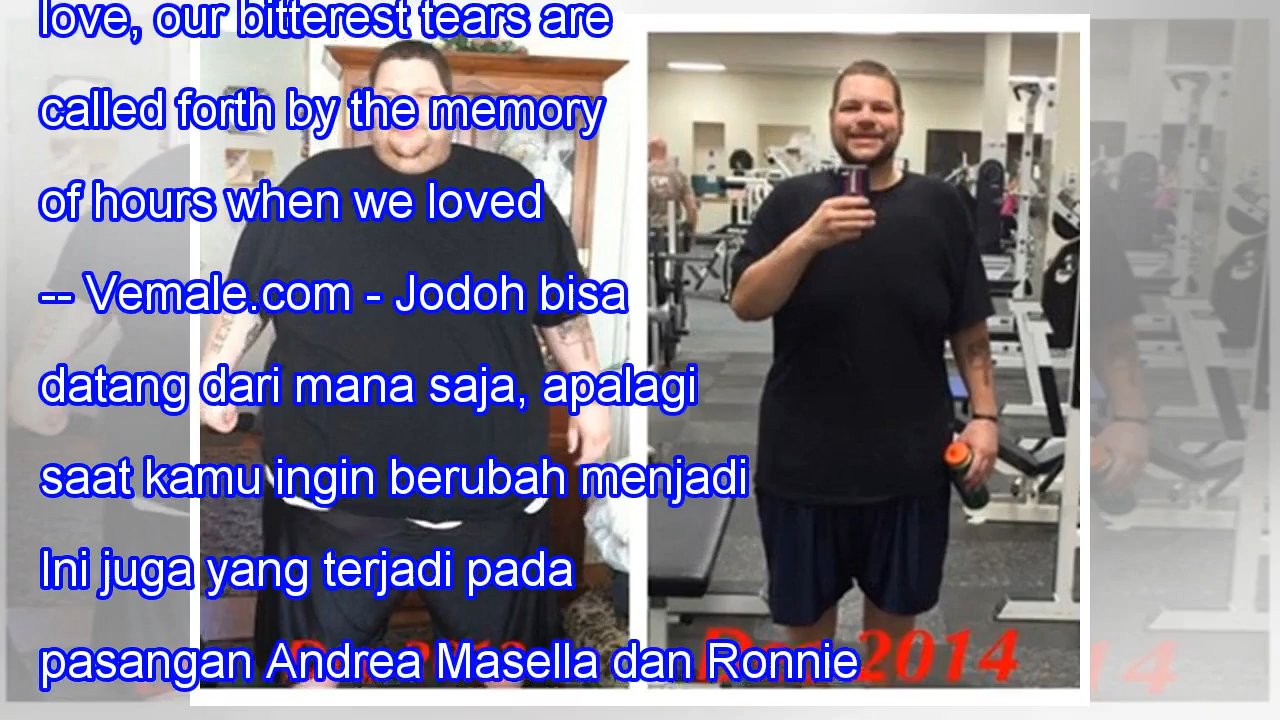 love, our bitterest tears are
called forth by the memory
of hours when we loved
-- Vemale.com - Jodoh bisa
datang dari mana saja, apalagi
saat kamu ingin berubah menjadi
Ini juga yang terjadi pada
pasangan Andrea Masella dan Ronnie
2014
14